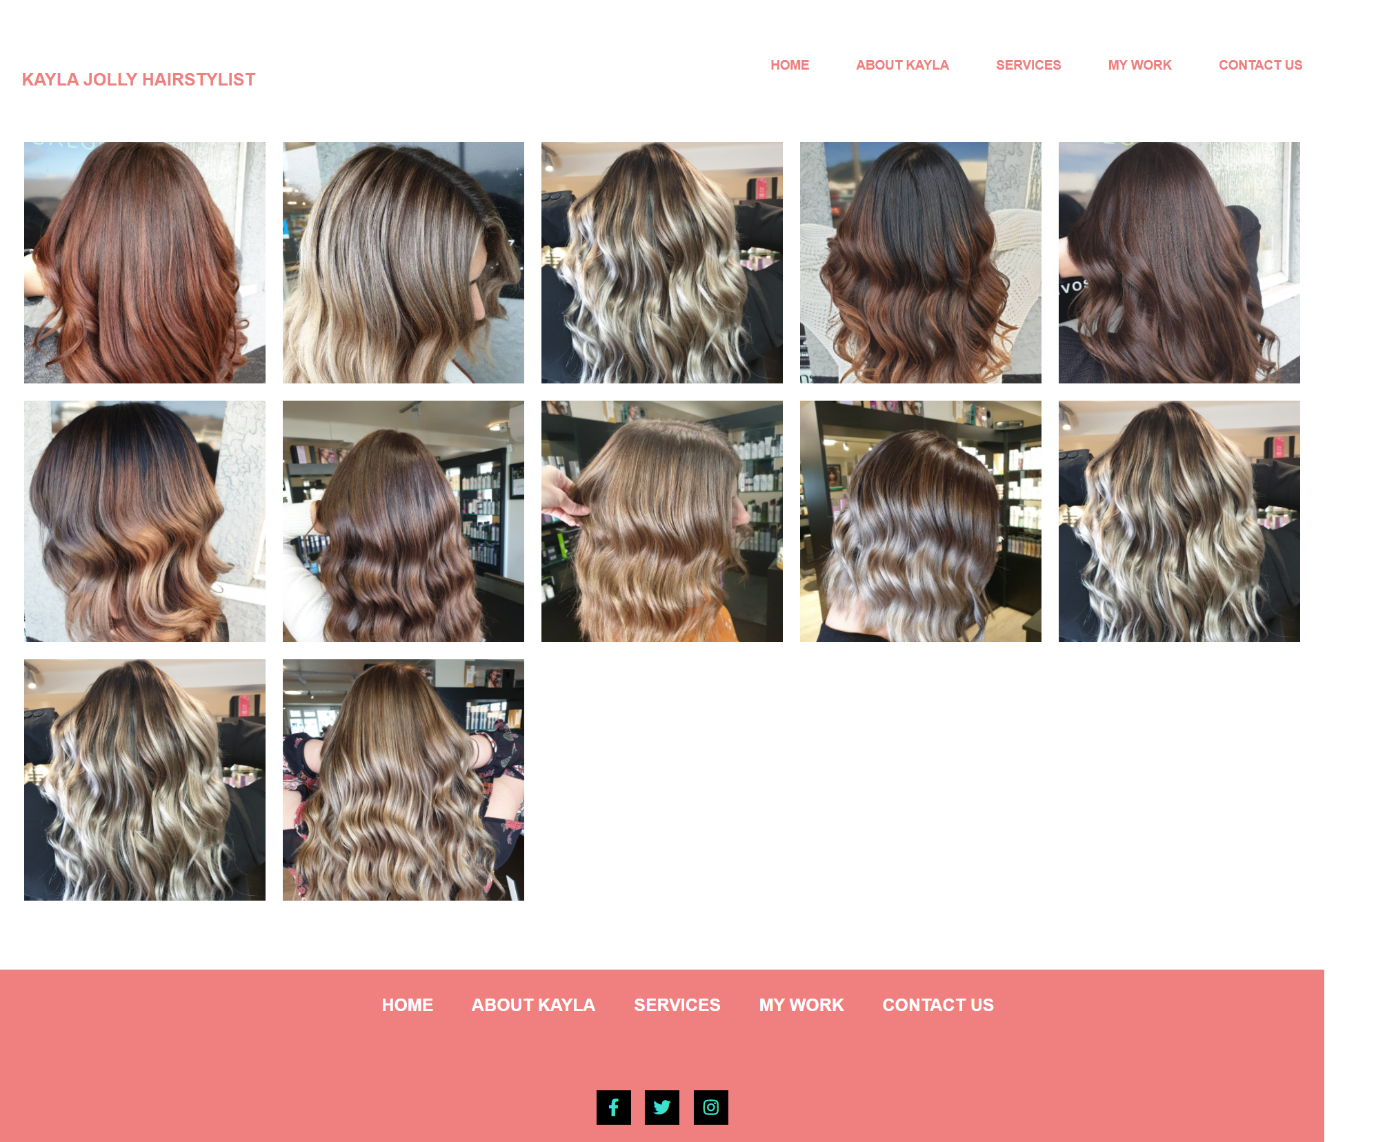 KAYLA JOLLY HAIRSTYLIST
HOME ABOUT KAYLA SERVICES MY WORK CONTACT US
HOME ABOUT KAYLA SERVICES MY WORK CONTACT US